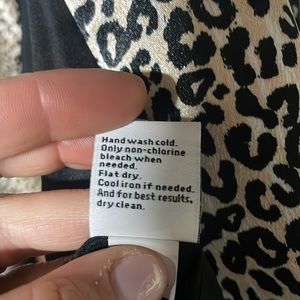 Hand wash cold.
Only non-chlorine
bleach when
needed.
Flat dry.
Cool iron if needed.
And for best results,
dry clean.